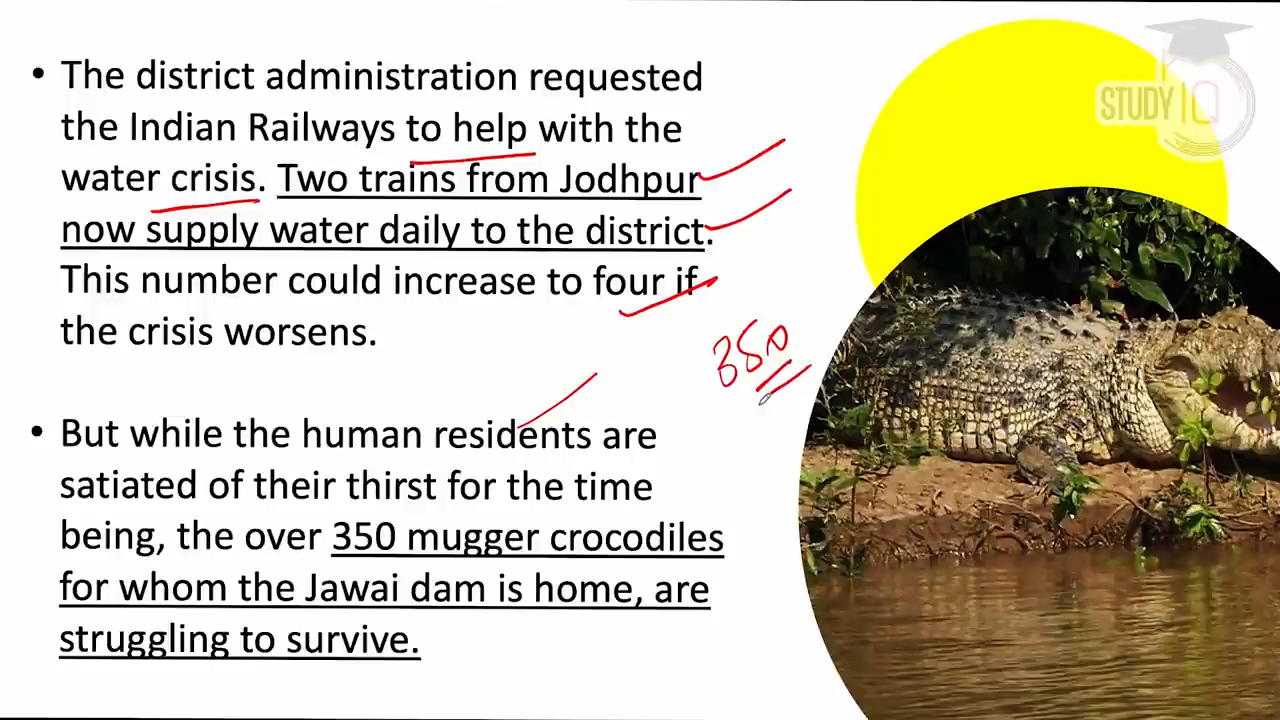 • The district administration requested
the Indian Railways to help with the
water crisis. Two trains from Jodhpur
now supply water daily to the district.
This number could increase to four if
the crisis worsens.
350
• But while the human residents are
satiated of their thirst for the time
being, the over 350 mugger crocodiles
for whom the Jawai dam is home, are
struggling to survive.
STUDY IQ